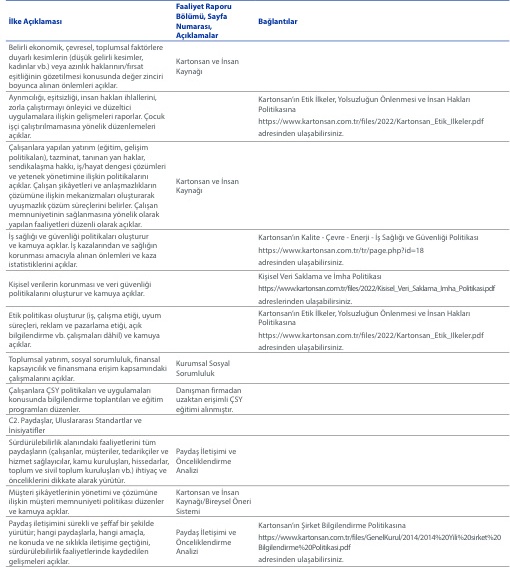 İlke Açıklaması
Faaliyet Raporu
Bölümü, Sayfa
Numarası,
Açıklamalar
Bağlantılar
Belirli ekonomik, çevresel, toplumsal faktörlere
duyarlı kesimlerin (düşük gelirli kesimler,
kadınlar vb.) veya azınlık haklarının/fırsat
eşitliğinin gözetilmesi konusunda değer zinciri
boyunca alınan önlemleri açıklar.
Kartonsan ve İnsan
Kaynağı
Ayrımcılığı, eşitsizliği, insan hakları ihlallerini,
zorla çalıştırmayı önleyici ve düzeltici
uygulamalara ilişkin gelişmeleri raporlar. Çocuk
işçi çalıştırılmamasına yönelik düzenlemeleri
açıklar.
Kartonsan'ın Etik İlkeler, Yolsuzluğun Önlenmesi ve İnsan Hakları
Politikasına
https://www.kartonsan.com.tr/files/2022/Kartonsan_Etik_Ilkeler.pdf
adresinden ulaşabilirsiniz.
Çalışanlara yapılan yatırım (eğitim, gelişim
politikaları), tazminat, tanınan yan haklar,
sendikalaşma hakkı, iş/hayat dengesi çözümleri
ve yetenek yönetimine ilişkin politikalarını
açıklar. Çalışan şikâyetleri ve anlaşmazlıkların
çözümüne ilişkin mekanizmaları oluşturarak
uyuşmazlık çözüm süreçlerini belirler. Çalışan
memnuniyetinin sağlanmasına yönelik olarak
yapılan faaliyetleri düzenli olarak açıklar.
Kartonsan ve İnsan
Kaynağı
İş sağlığı ve güvenliği politikaları oluşturur
ve kamuya açıklar. İş kazalarından ve sağlığın
korunması amacıyla alınan önlemleri ve kaza
istatistiklerini açıklar.
Kartonsan'ın Kalite - Çevre - Enerji - İş Sağlığı ve Güvenliği Politikası
https://www.kartonsan.com.tr/tr/page.php?id=18
adresinden ulaşabilirsiniz.
Kişisel verilerin korunması ve veri güvenliği
politikalarını oluşturur ve kamuya açıklar.
Kişisel Veri Saklama ve İmha Politikası
https://www.kartonsan.com.tr/files/2022/Kisisel_Veri_Saklama_Imha_Politikasi.pdf
adreslerinden ulaşabilirsiniz.
Etik politikası oluşturur (iş, çalışma etiği, uyum
süreçleri, reklam ve pazarlama etiği, açık
bilgilendirme vb. çalışmaları dâhil) ve kamuya
açıklar.
Kartonsan'ın Etik İlkeler, Yolsuzluğun Önlenmesi ve İnsan Hakları
Politikasına
https://www.kartonsan.com.tr/files/2022/Kartonsan_Etik_Ilkeler.pdf
adresinden ulaşabilirsiniz.
Toplumsal yatırım, sosyal sorumluluk, finansal
kapsayıcılık ve finansmana erişim kapsamındaki
çalışmalarını açıklar.
Kurumsal Sosyal
Sorumluluk
Çalışanlara ÇSY politikaları ve uygulamaları
konusunda bilgilendirme toplantıları ve eğitim
programları düzenler.
Danışman firmadan
uzaktan erişimli ÇSY
eğitimi alınmıştır.
C2. Paydaşlar, Uluslararası Standartlar ve
İnisiyatifler
Sürdürülebilirlik alanındaki faaliyetlerini tüm
paydaşların (çalışanlar, müşteriler, tedarikçiler ve
hizmet sağlayıcılar, kamu kuruluşları, hissedarlar,
toplum ve sivil toplum kuruluşları vb.) ihtiyaç ve
önceliklerini dikkate alarak yürütür.
Paydaş İletişimi ve
Önceliklendirme
Analizi
Müşteri şikâyetlerinin yönetimi ve çözümüne
ilişkin müşteri memnuniyeti politikası düzenler
ve kamuya açıklar.
Kartonsan ve İnsan
Kaynağı/Bireysel Öneri
Sistemi
Paydaş iletişimini sürekli ve şeffaf bir şekilde
yürütür; hangi paydaşlarla, hangi amaçla,
ne konuda ve ne sıklıkla iletişime geçtiğini,
sürdürülebilirlik faaliyetlerinde kaydedilen
gelişmeleri açıklar.
Paydaş İletişimi ve
Önceliklendirme
Analizi
Kartonsan'ın Şirket Bilgilendirme Politikasına
https://www.kartonsan.com.tr/files/GenelKurul/2014/2014%20Yili%20sirket%20
Bilgilendirme%20Politikasi.pdf
adresinden ulaşabilirsiniz.